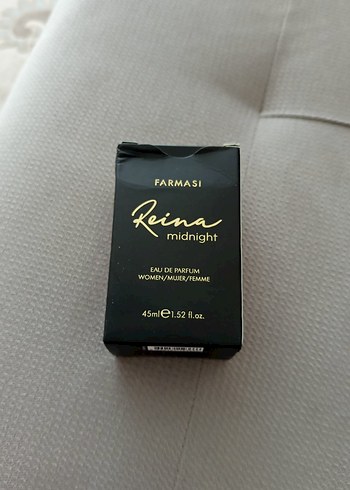 FARMASI
Reina
midnight
EAU DE PARFUM
WOMEN/MUJER/FEMME
45ml℮1.52 fl.oz.